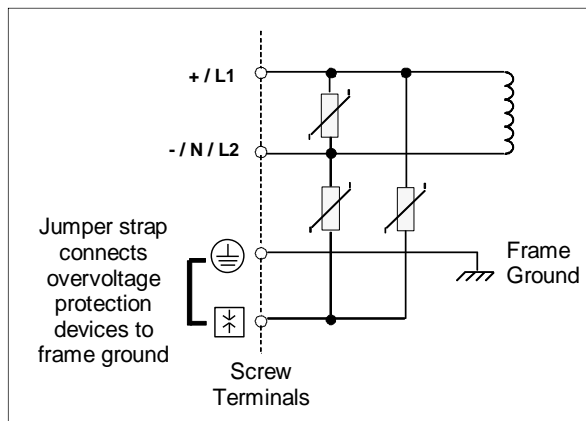 + / L1
- / N / L2
Jumper strap
connects
overvoltage
protection
devices to
frame ground
Frame
Ground
Screw
Terminals